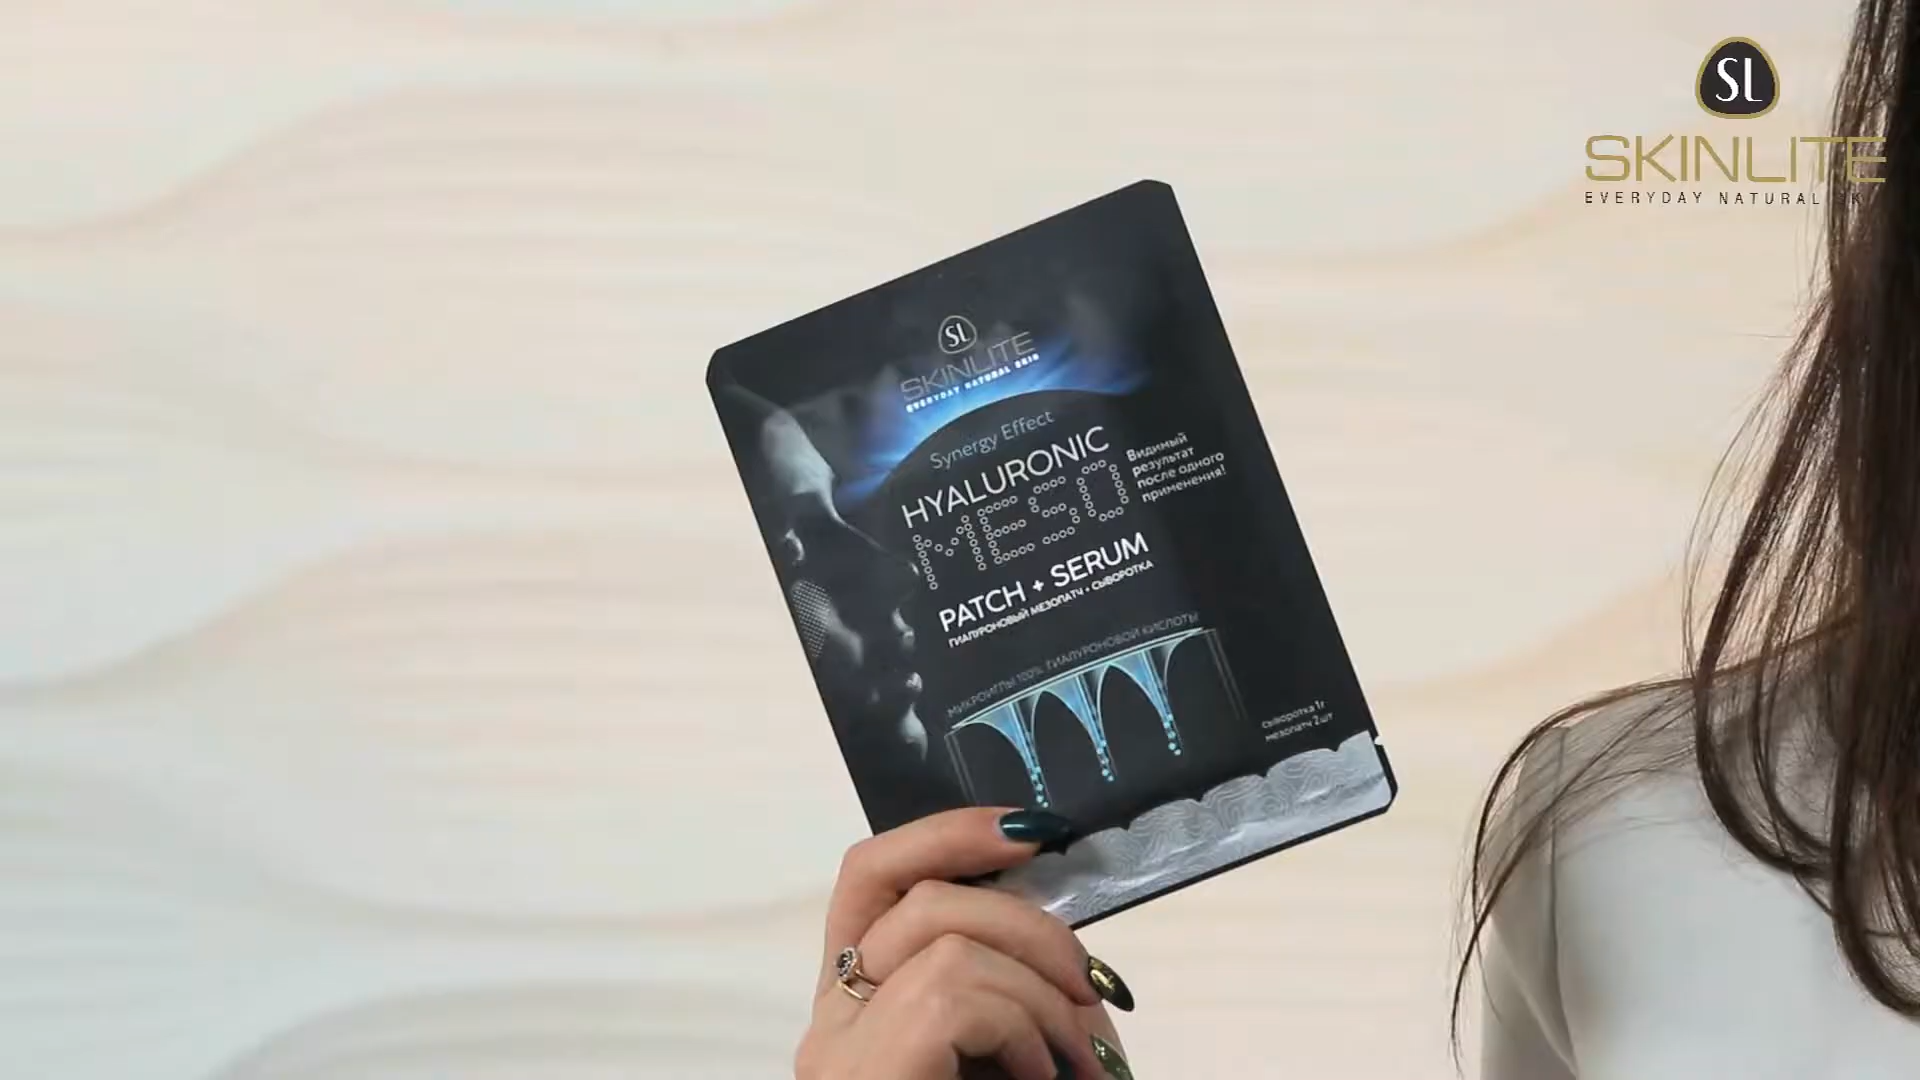 SL
SKINLITE
EVERYDAY NATURAL
SL
SKINLITE
EVERYDAY NATURAL SKIN
Synergy Effect
HYALURONIC
MESO
Видимый
результат
после одного
применения!
PATCH + SERUM
ГИАЛУРОНОВЫЙ МЕЗОПАТЧ + СЫВОРОТКА
МИКРОИГЛЫ 100% ГИАЛУРОНОВОЙ КИСЛОТЫ
сыворотка 1г
мезопатч 2шт